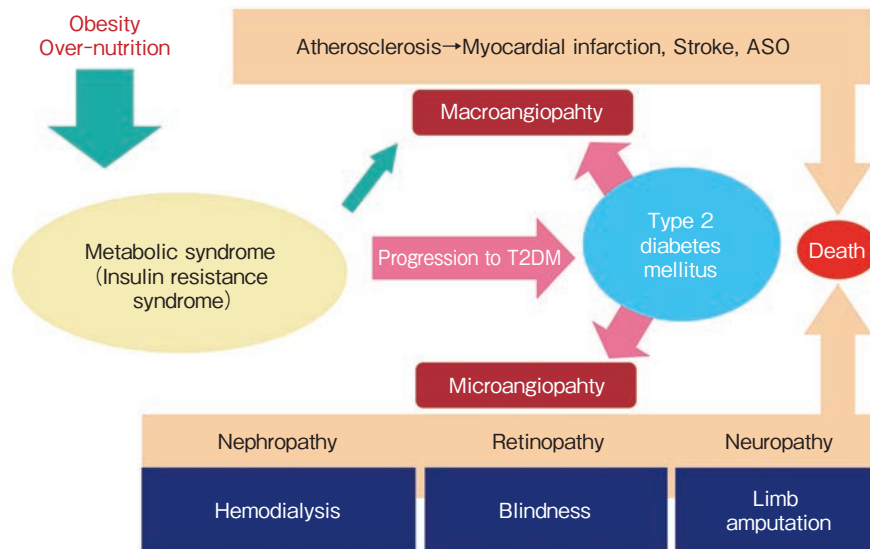 Obesity
Over-nutrition
Atherosclerosis→Myocardial infarction, Stroke, ASO
Macroangiopahty
Metabolic syndrome
(Insulin resistance
syndrome)
Progression to T2DM
Type 2
diabetes
mellitus
Death
Microangiopahty
Nephropathy
Retinopathy
Neuropathy
Hemodialysis
Blindness
Limb
amputation